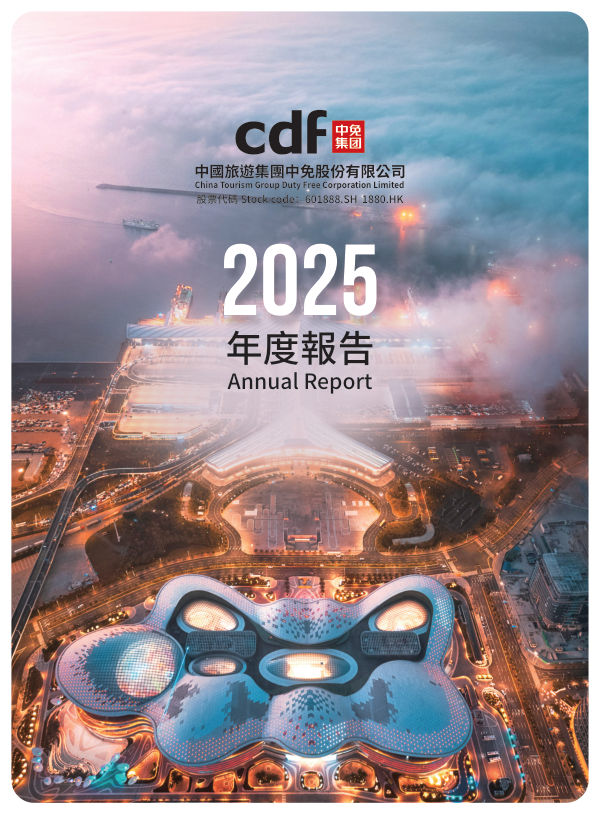 cdf 中免集团
中國旅遊集團中免股份有限公司
China Tourism Group Duty Free Corporation Limited
股票代碼 Stock code: 601888.SH 1880.HK
2025
年度報告
Annual Report